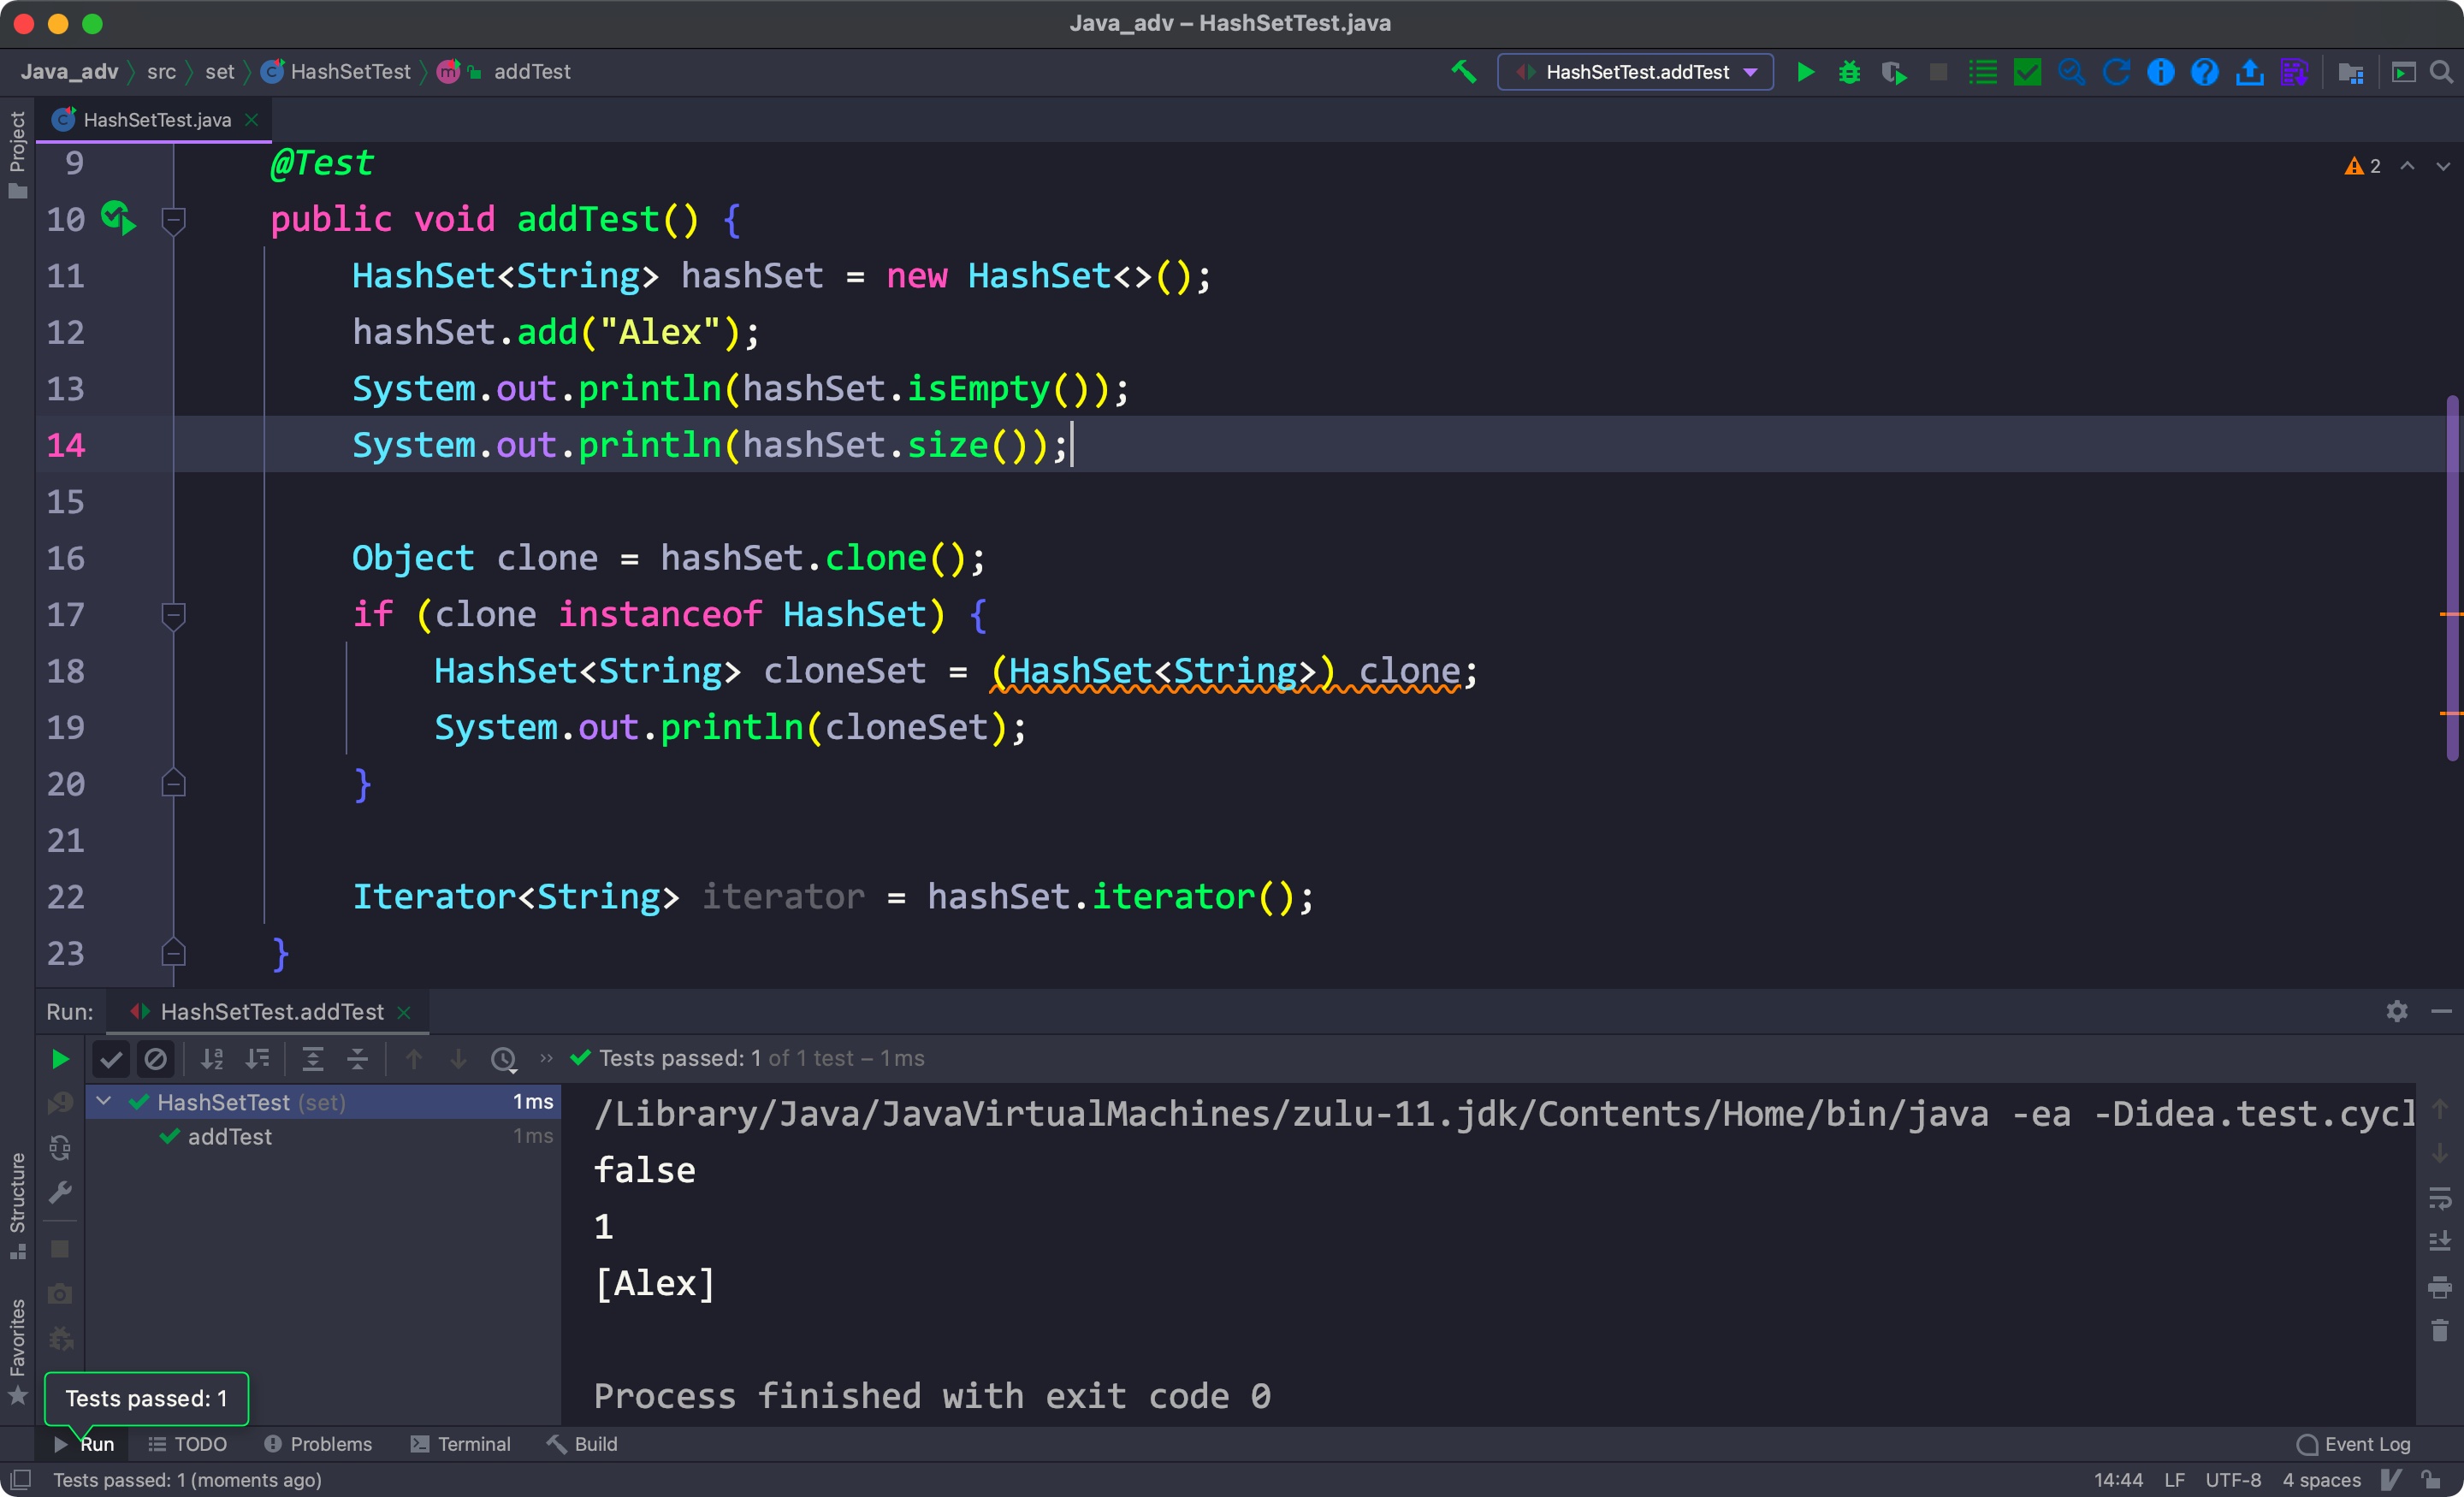 Java_adv – HashSetTest.java
Java_adv src set HashSetTest addTest
HashSetTest.addTest
Project
HashSetTest.java
2
9 @Test
10 public void addTest() {
11 HashSet<String> hashSet = new HashSet<>();
12 hashSet.add("Alex");
13 System.out.println(hashSet.isEmpty());
14 System.out.println(hashSet.size());
15
16 Object clone = hashSet.clone();
17 if (clone instanceof HashSet) {
18 HashSet<String> cloneSet = (HashSet<String>) clone;
19 System.out.println(cloneSet);
20 }
21
22 Iterator<String> iterator = hashSet.iterator();
23 }
Run: HashSetTest.addTest
Tests passed: 1 of 1 test – 1ms
HashSetTest (set) 1ms
addTest 1ms
/Library/Java/JavaVirtualMachines/zulu-11.jdk/Contents/Home/bin/java -ea -Didea.test.cycl
false
1
[Alex]
Process finished with exit code 0
Structure
Favorites
Tests passed: 1
Run TODO Problems Terminal Build Event Log
Tests passed: 1 (moments ago) 14:44 LF UTF-8 4 spaces